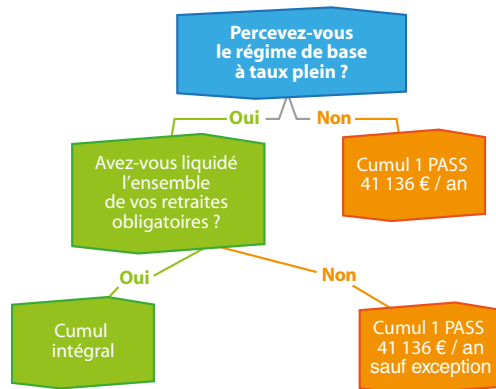 Percevez-vous
le régime de base
à taux plein ?
Oui
Non
Avez-vous liquidé
l'ensemble
de vos retraites
obligatoires ?
Cumul 1 PASS
41 136 € / an
Oui
Non
Cumul
intégral
Cumul 1 PASS
41 136 € / an
sauf exception